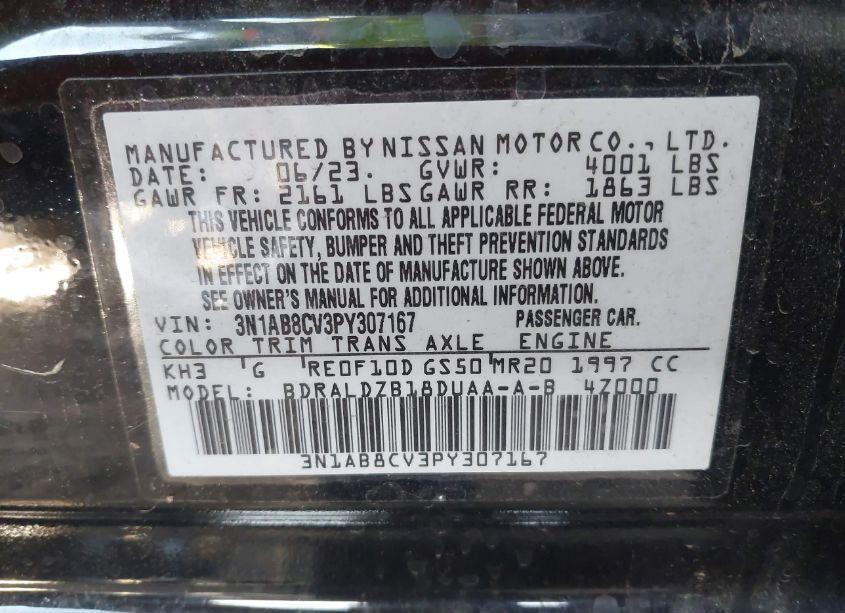 MANUFACTURED BY NISSAN MOTOR CO., LTD.
DATE: 06/23. GVWR: 4001 LBS
GAWR FR: 2161 LBS GAWR RR: 1863 LBS
THIS VEHICLE CONFORMS TO ALL APPLICABLE FEDERAL MOTOR
VEHICLE SAFETY, BUMPER AND THEFT PREVENTION STANDARDS
IN EFFECT ON THE DATE OF MANUFACTURE SHOWN ABOVE.
SEE OWNER'S MANUAL FOR ADDITIONAL INFORMATION.
VIN: 3N1AB8CV3PY307167 PASSENGER CAR.
COLOR TRIM TRANS AXLE ENGINE
KH3 G RE0F10D GS50 MR20 1997 CC
MODEL: BDRALDZB18DUAA-A-B 4Z000
3N1AB8CV3PY307167